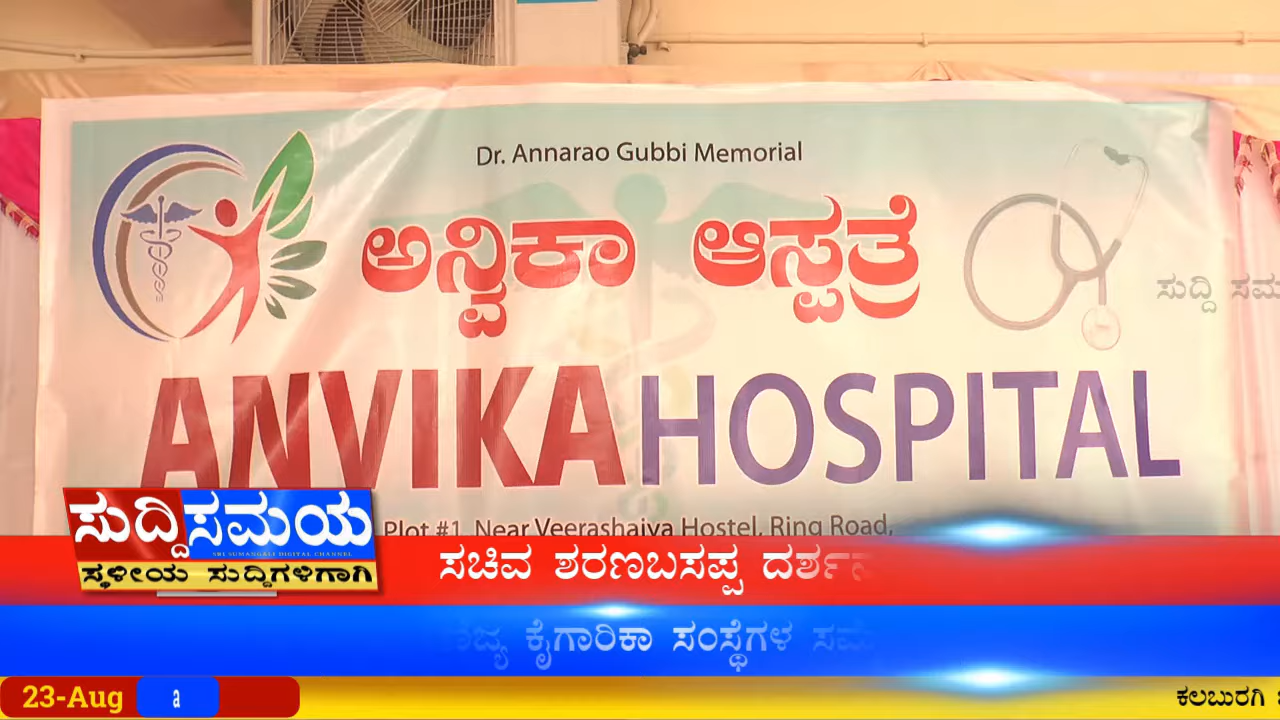 Dr. Annarao Gubbi Memorial
ಅನ್ವಿಕಾ ಆಸ್ಪತ್ರೆ
ಸುದ್ದಿ ಸಮ
ANVIKA HOSPITAL
Plot #1, Near Veerashaiva Hostel, Ring Road,
ಸುದ್ದಿ ಸಮಯ
SRI SUMANGALI DIGITAL CHANNEL
ಸ್ಥಳೀಯ ಸುದ್ದಿಗಳಿಗಾಗಿ
ಸಚಿವ ಶರಣಬಸಪ್ಪ ದರ್ಶನ
ಕೈಗಾರಿಕಾ ಸಂಸ್ಥೆಗಳ
23-Aug
a
ಕಲಬುರಗಿ